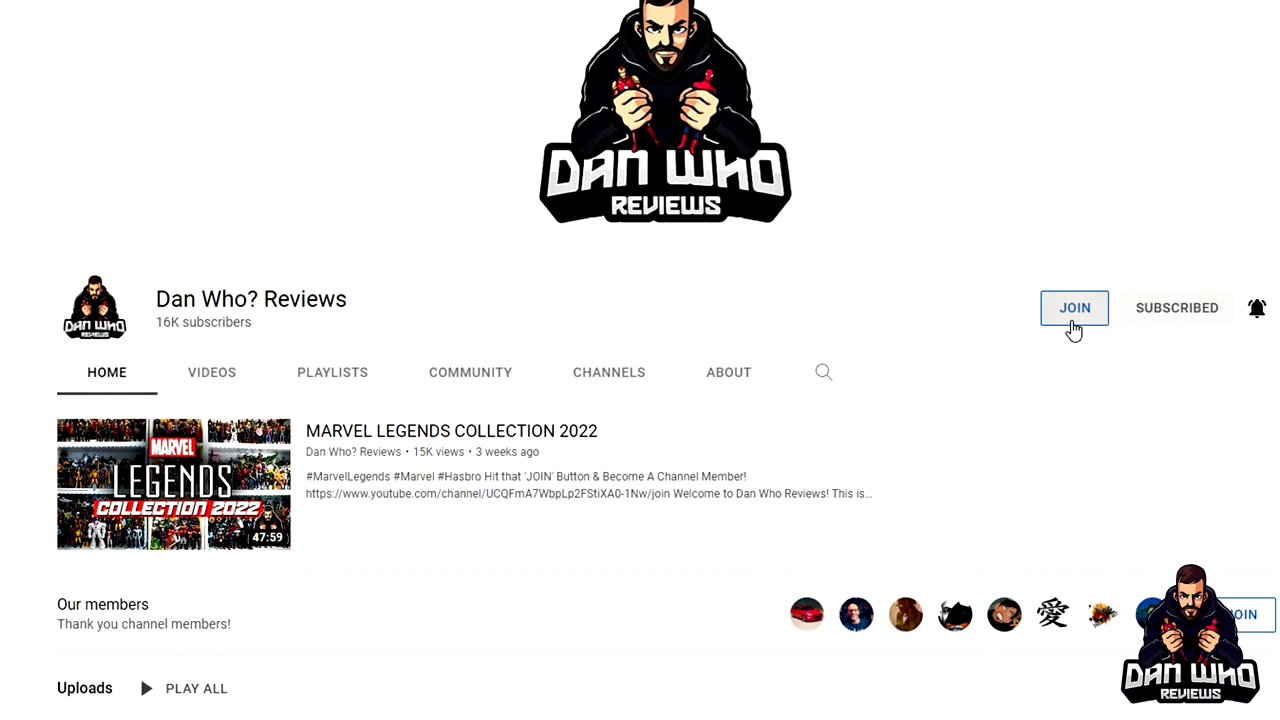 DAN WHO
REVIEWS
DAN WHO
REVIEWS
Dan Who? Reviews
16K subscribers
JOIN
SUBSCRIBED
HOME
VIDEOS
PLAYLISTS
COMMUNITY
CHANNELS
ABOUT
MARVEL
LEGENDS
COLLECTION 2022
47:59
MARVEL LEGENDS COLLECTION 2022
Dan Who? Reviews • 15K views • 3 weeks ago
#MarvelLegends #Marvel #Hasbro Hit that 'JOIN' Button & Become A Channel Member!
https://www.youtube.com/channel/UCQFmA7WbpLp2FStiXA0-1Nw/join Welcome to Dan Who Reviews! This is...
Our members
Thank you channel members!
愛
OIN
DAN WHO
REVIEWS
Uploads
PLAY ALL